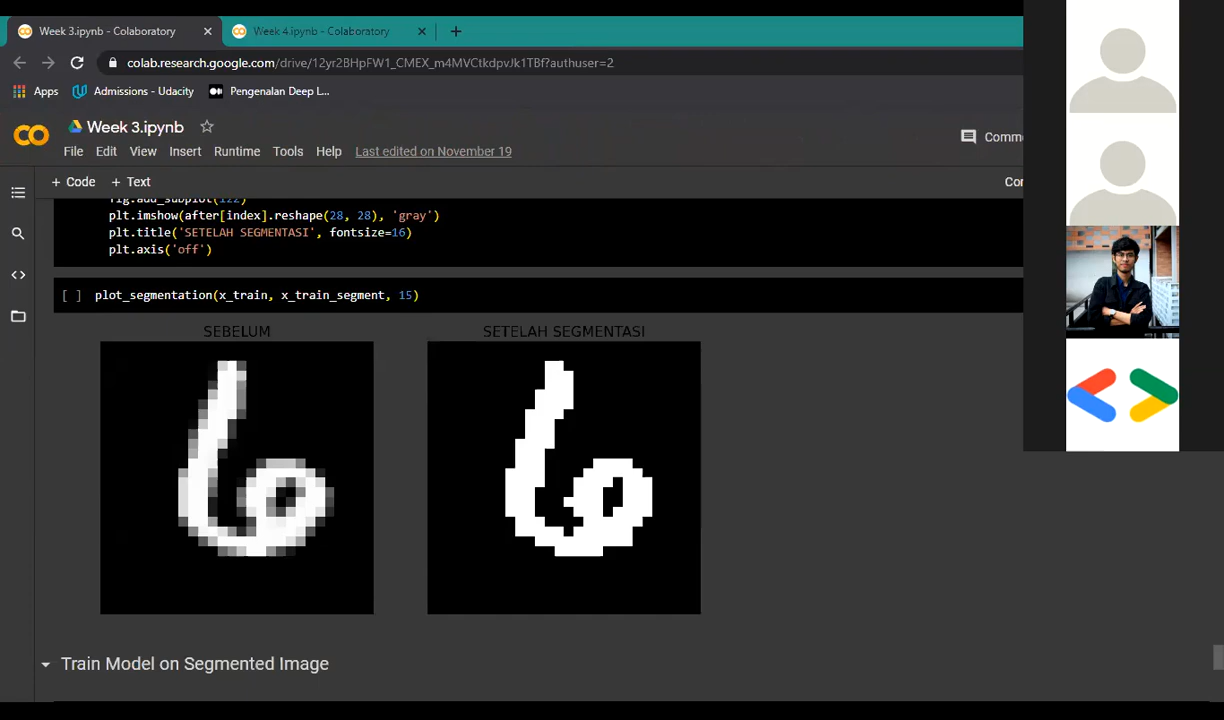 Week 3.ipynb - Colaboratory
Week 4.ipynb - Colaboratory
colab.research.google.com/drive/12yr2BHpFW1_CMEX_m4MVCtkdpvJk1TBf?authuser=2
Apps
Admissions - Udacity
Pengenalan Deep L...
Week 3.ipynb
File Edit View Insert Runtime Tools Help Last edited on November 19
Comm
+ Code + Text
Con
fig.add_subplot(122)
plt.imshow(after[index].reshape(28, 28), 'gray')
plt.title('SETELAH SEGMENTASI', fontsize=16)
plt.axis('off')
[ ] plot_segmentation(x_train, x_train_segment, 15)
SEBELUM
SETELAH SEGMENTASI
Train Model on Segmented Image